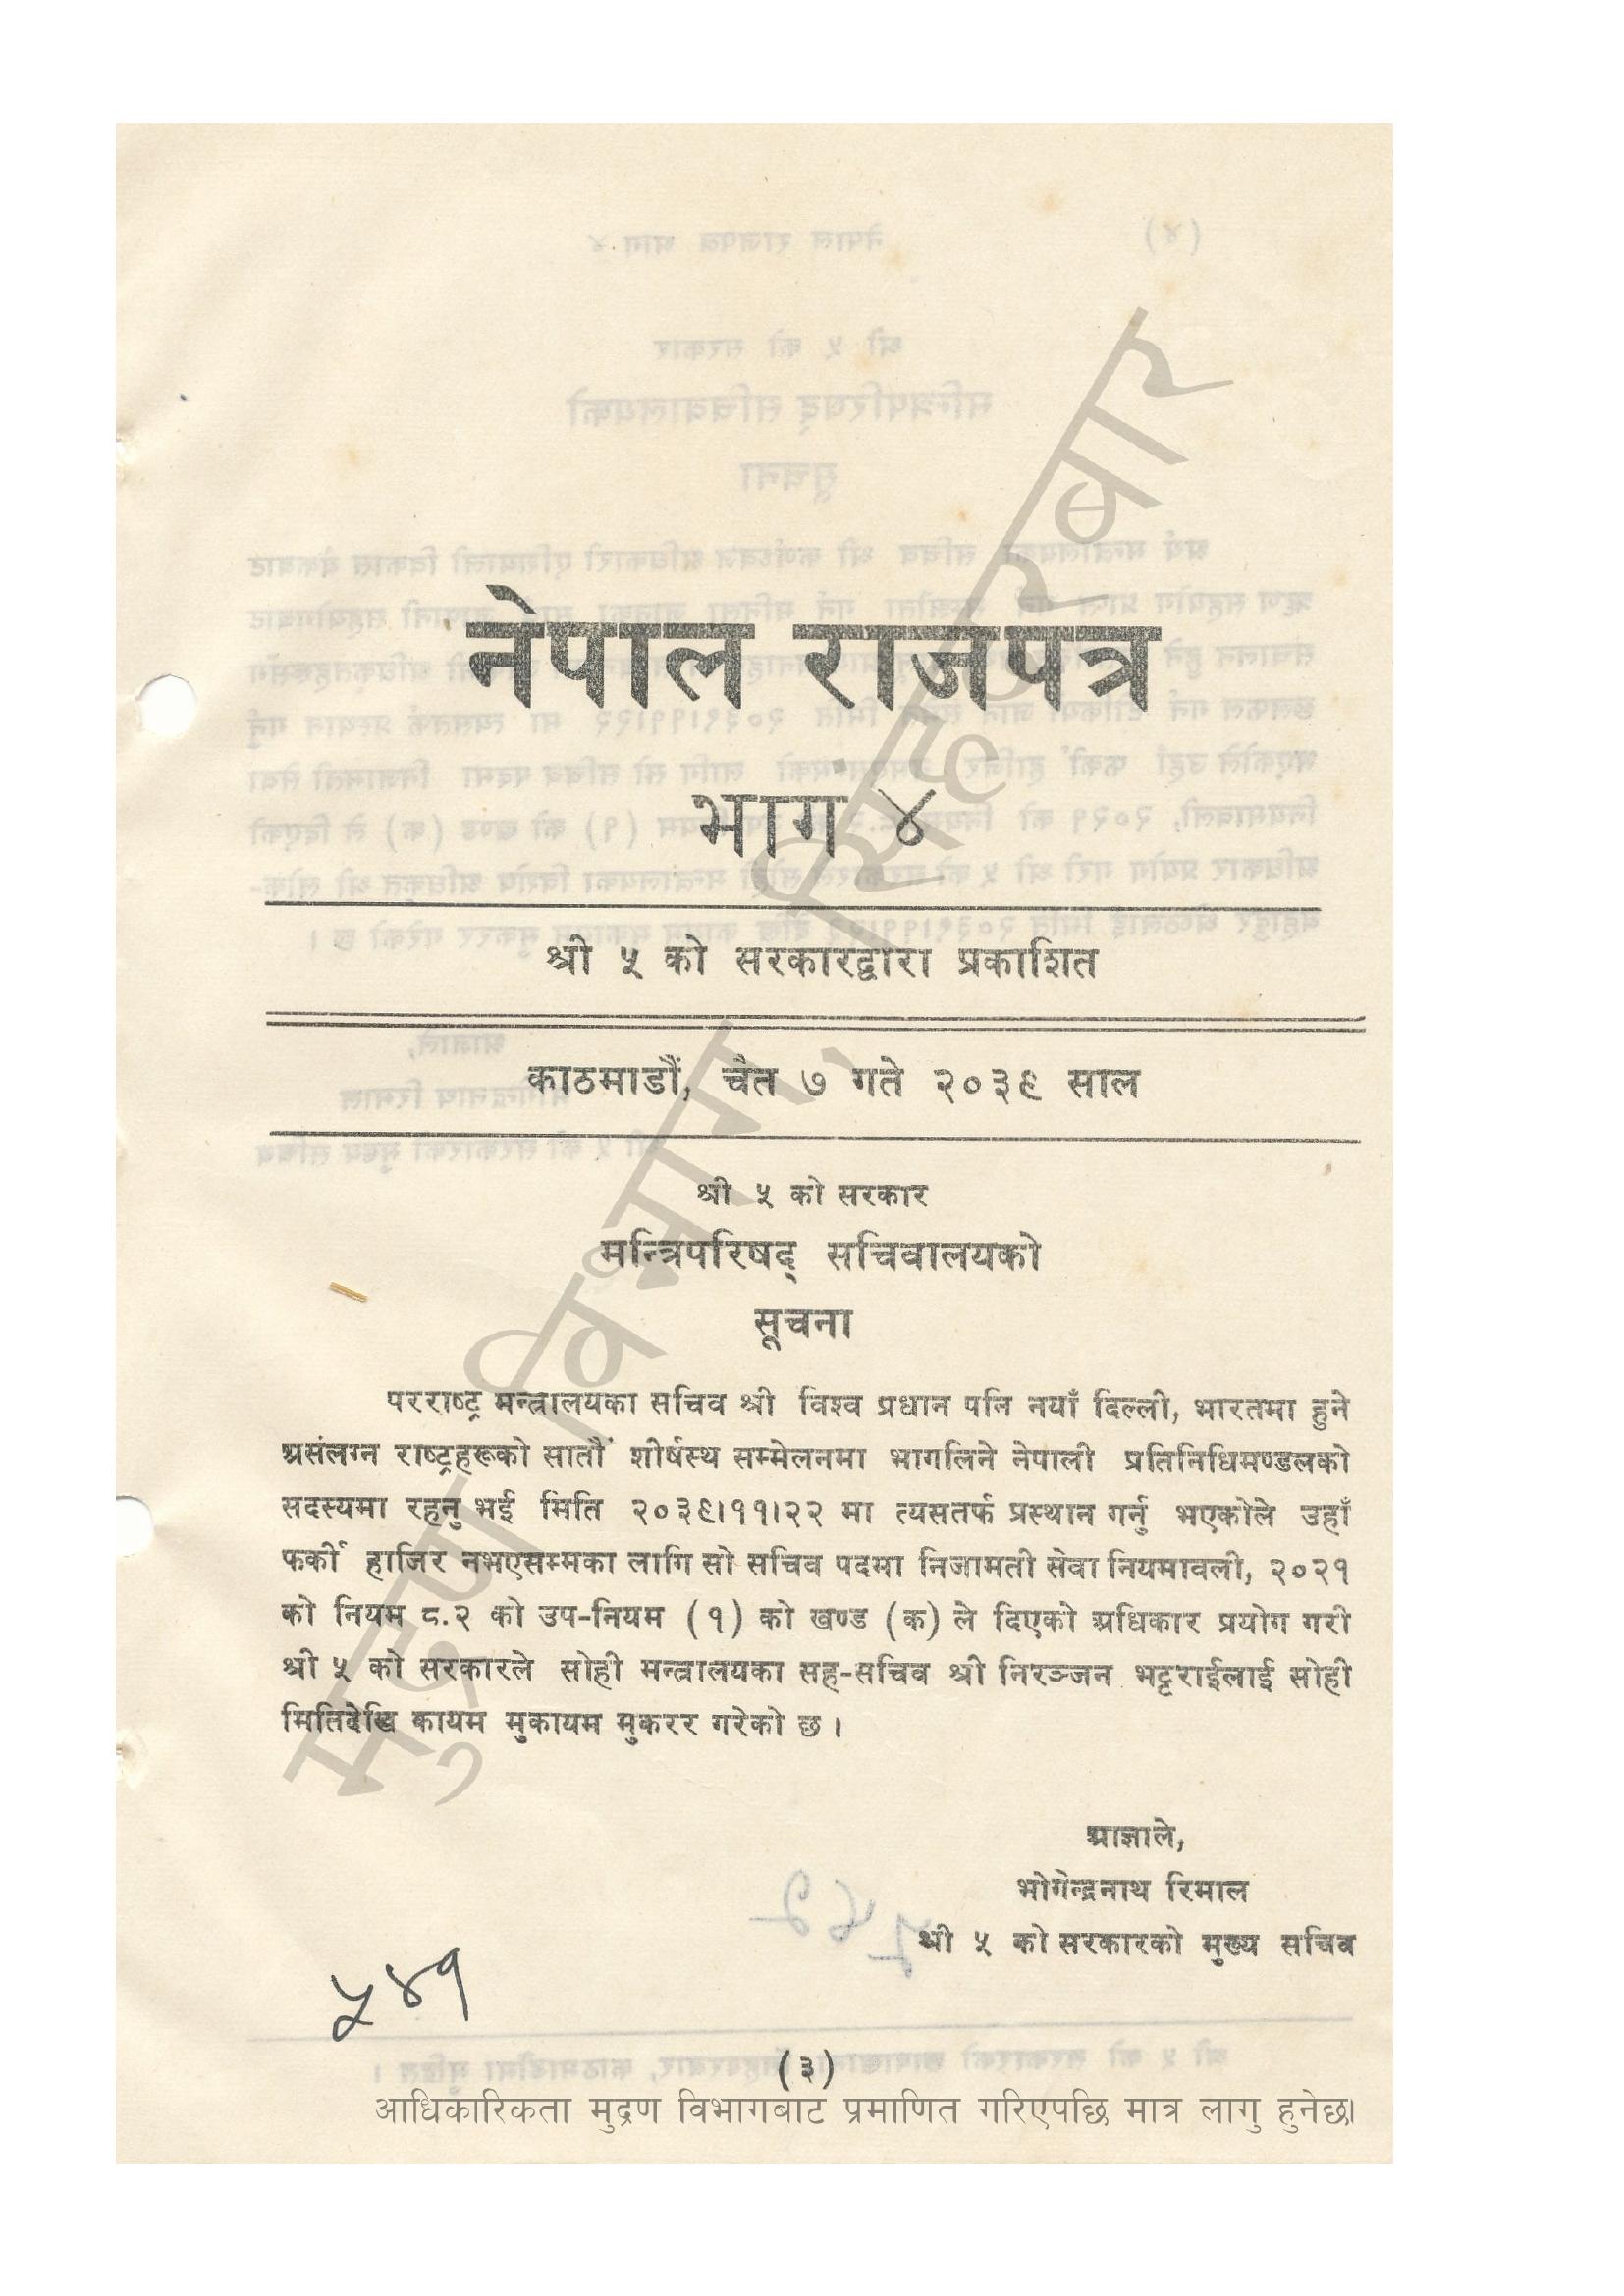 नेपाल राजपत्र
भाग ४
श्री ५ को सरकारद्वारा प्रकाशित
काठमाडौं, चैत ७ गते २०३९ साल
श्री ५ को सरकार
मन्त्रिपरिषद् सचिवालयको
सूचना
परराष्ट्र मन्त्रालयका सचिव श्री विश्व प्रधान पनि नयाँ दिल्ली, भारतमा हुने
असंलग्न राष्ट्रहरूको सातौं शीर्षस्थ सम्मेलनमा भागलिने नेपाली प्रतिनिधिमण्डलको
सदस्यमा रहनु भई मिति २०३९।११।२२ मा त्यसतर्फ प्रस्थान गर्नु भएकोले उहाँ
फर्की हाजिर नभएसम्मका लागि सो सचिव पदमा निजामती सेवा नियमावली, २०२१
को नियम ८.२ को उप-नियम (१) को खण्ड (क) ले दिएको अधिकार प्रयोग गरी
श्री ५ को सरकारले सोही मन्त्रालयका सह-सचिव श्री निरञ्जन भट्टराईलाई सोही
मितिदेखि कायम मुकायम मुकरर गरेको छ ।
आज्ञाले,
भोगेन्द्रनाथ रिमाल
श्री ५ को सरकारको मुख्य सचिव
५४१
(३)
आधिकारिकता मुद्रण विभागबाट प्रमाणित गरिएपछि मात्र लागु हुनेछ।
मुद्रण विभाग, सिंहदरबार